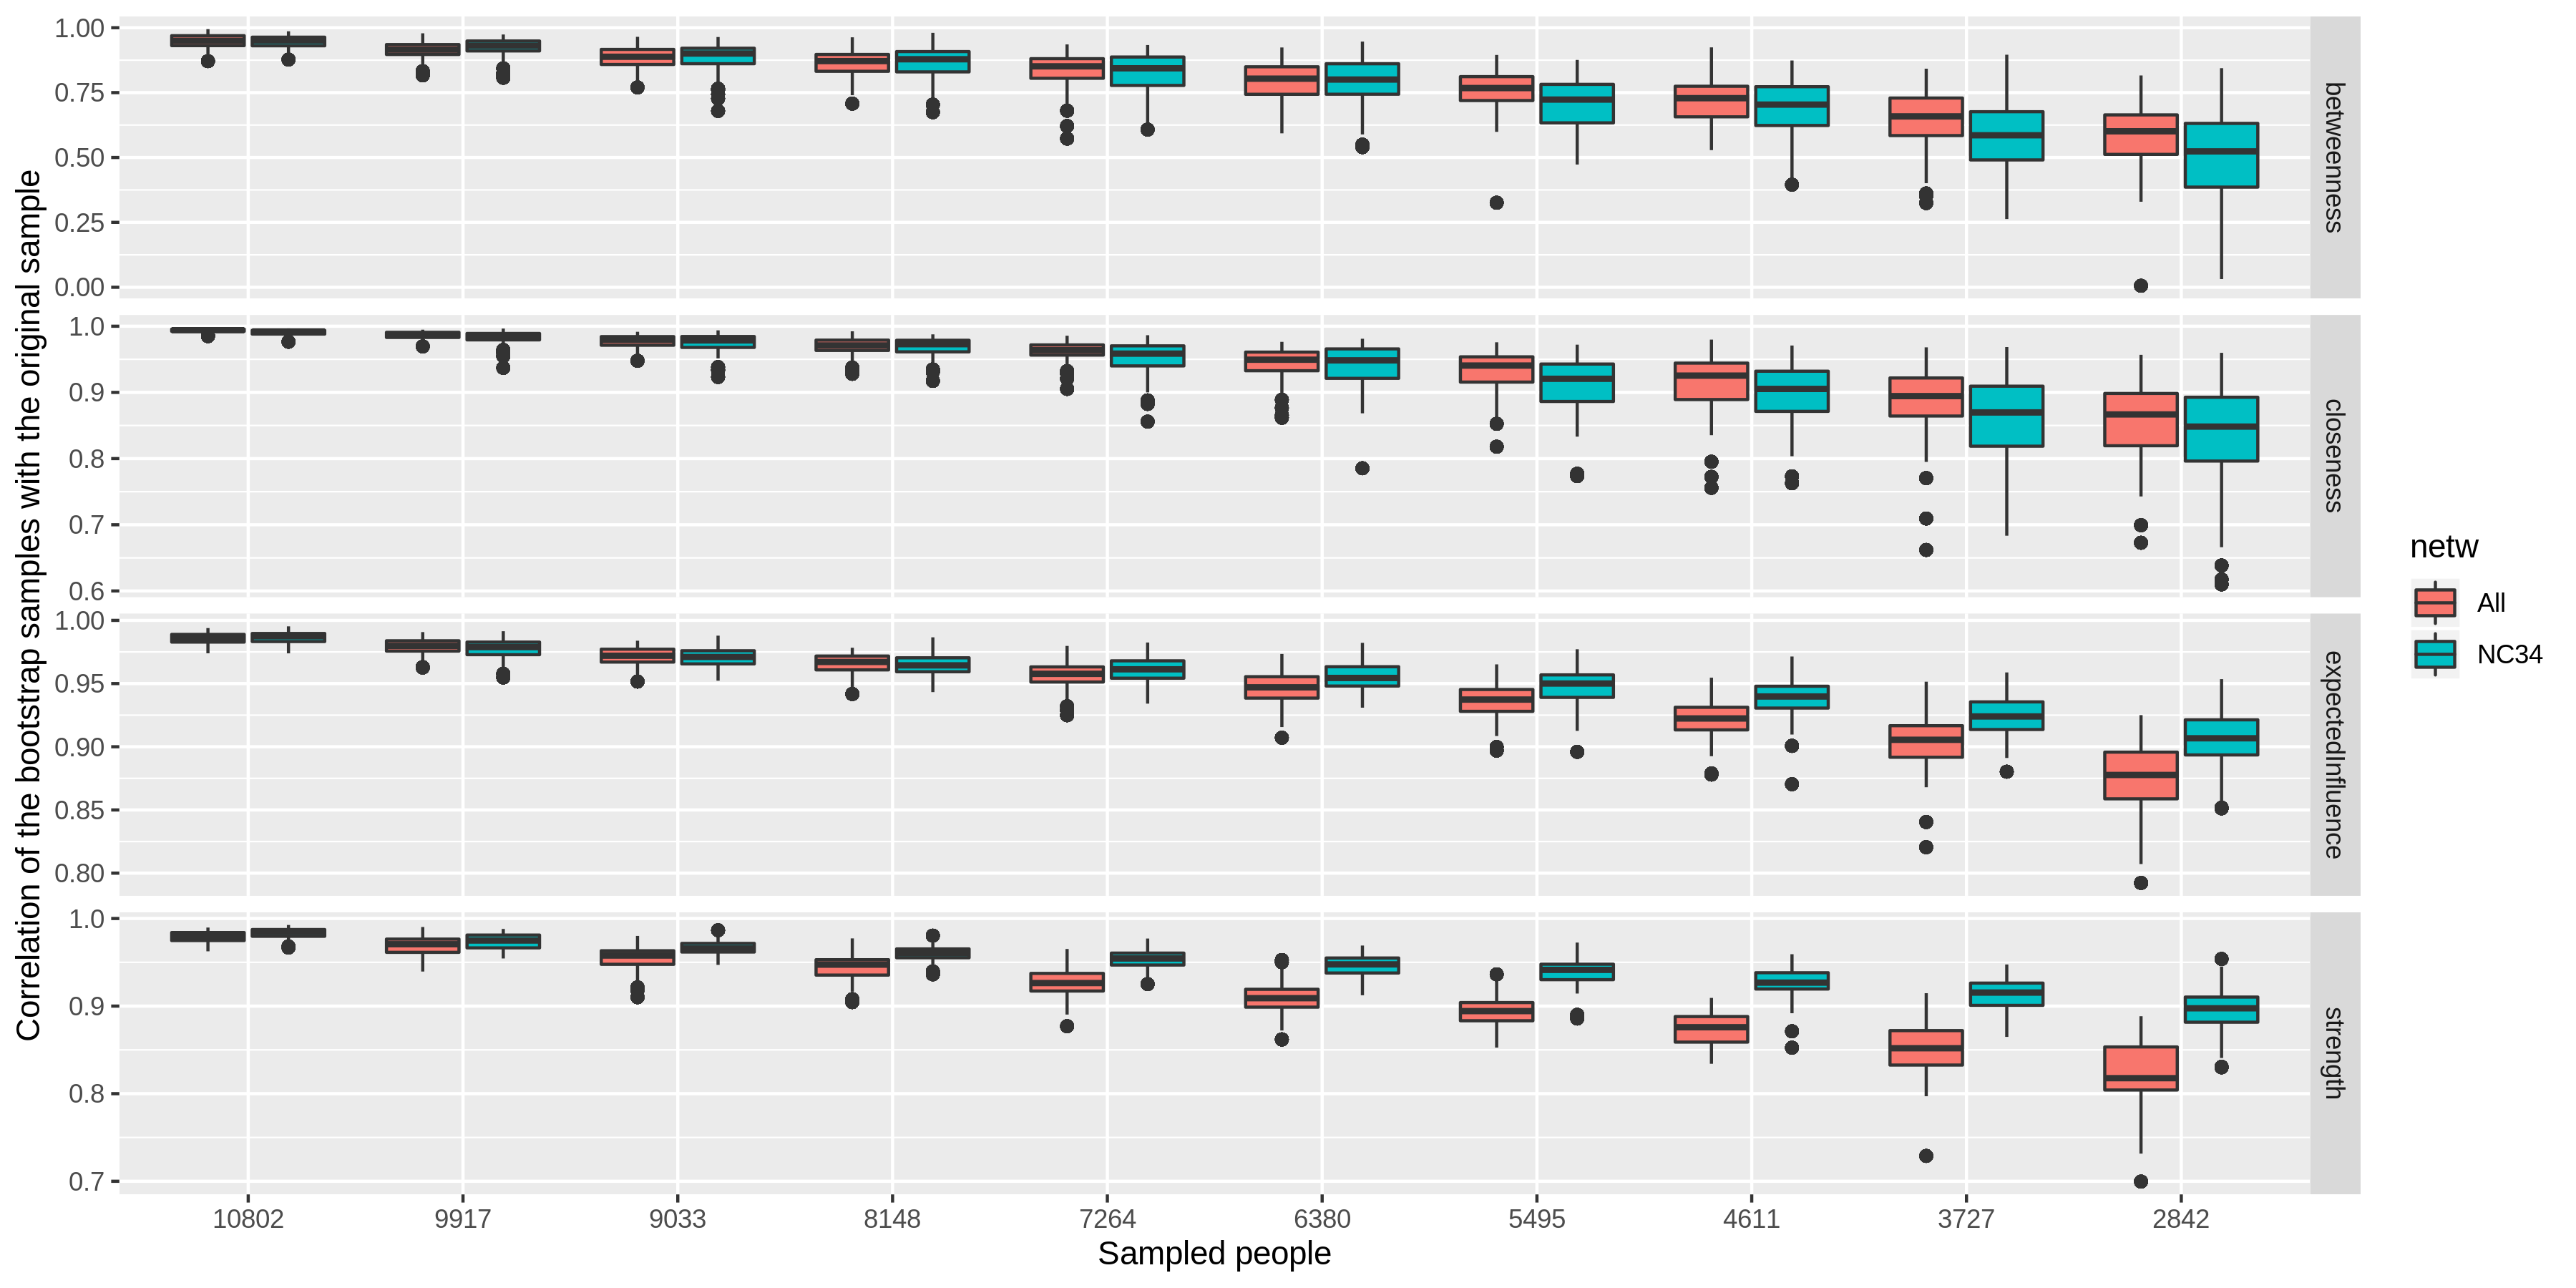 Correlation of the bootstrap samples with the original sample
1.00
0.75
0.50
0.25
0.00
betweenness
1.0
0.9
0.8
0.7
0.6
closeness
1.00
0.95
0.90
0.85
0.80
expectedInfluence
1.0
0.9
0.8
0.7
strength
10802 9917 9033 8148 7264 6380 5495 4611 3727 2842
Sampled people
netw
All
NC34